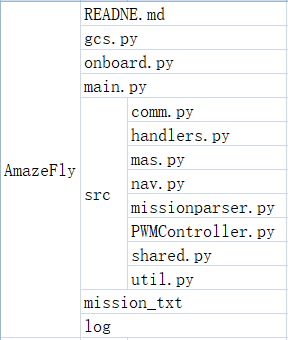 READNE.md
gcs.py
onboard.py
main.py
comm.py
handlers.py
mas.py
AmazeFly
nav.py
src
missionparser.py
PWMController.py
shared.py
util.py
mission_txt
log